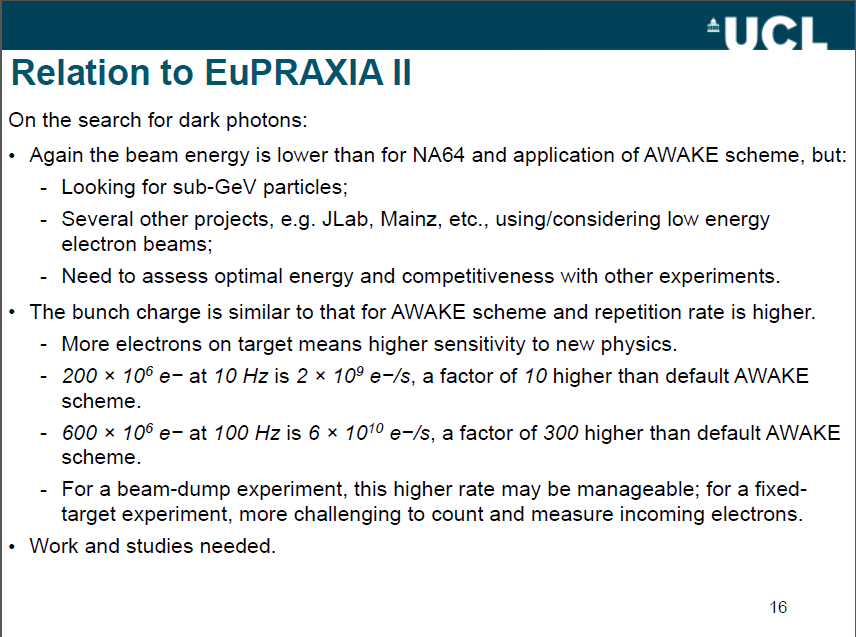 UCL
Relation to EuPRAXIA II
On the search for dark photons:
• Again the beam energy is lower than for NA64 and application of AWAKE scheme, but:
- Looking for sub-GeV particles;
- Several other projects, e.g. JLab, Mainz, etc., using/considering low energy
electron beams;
- Need to assess optimal energy and competitiveness with other experiments.
• The bunch charge is similar to that for AWAKE scheme and repetition rate is higher.
- More electrons on target means higher sensitivity to new physics.
- 200 × 10⁶ e− at 10 Hz is 2 × 10⁹ e−/s, a factor of 10 higher than default AWAKE
scheme.
- 600 × 10⁶ e− at 100 Hz is 6 × 10¹⁰ e−/s, a factor of 300 higher than default AWAKE
scheme.
- For a beam-dump experiment, this higher rate may be manageable; for a fixed-
target experiment, more challenging to count and measure incoming electrons.
• Work and studies needed.
16